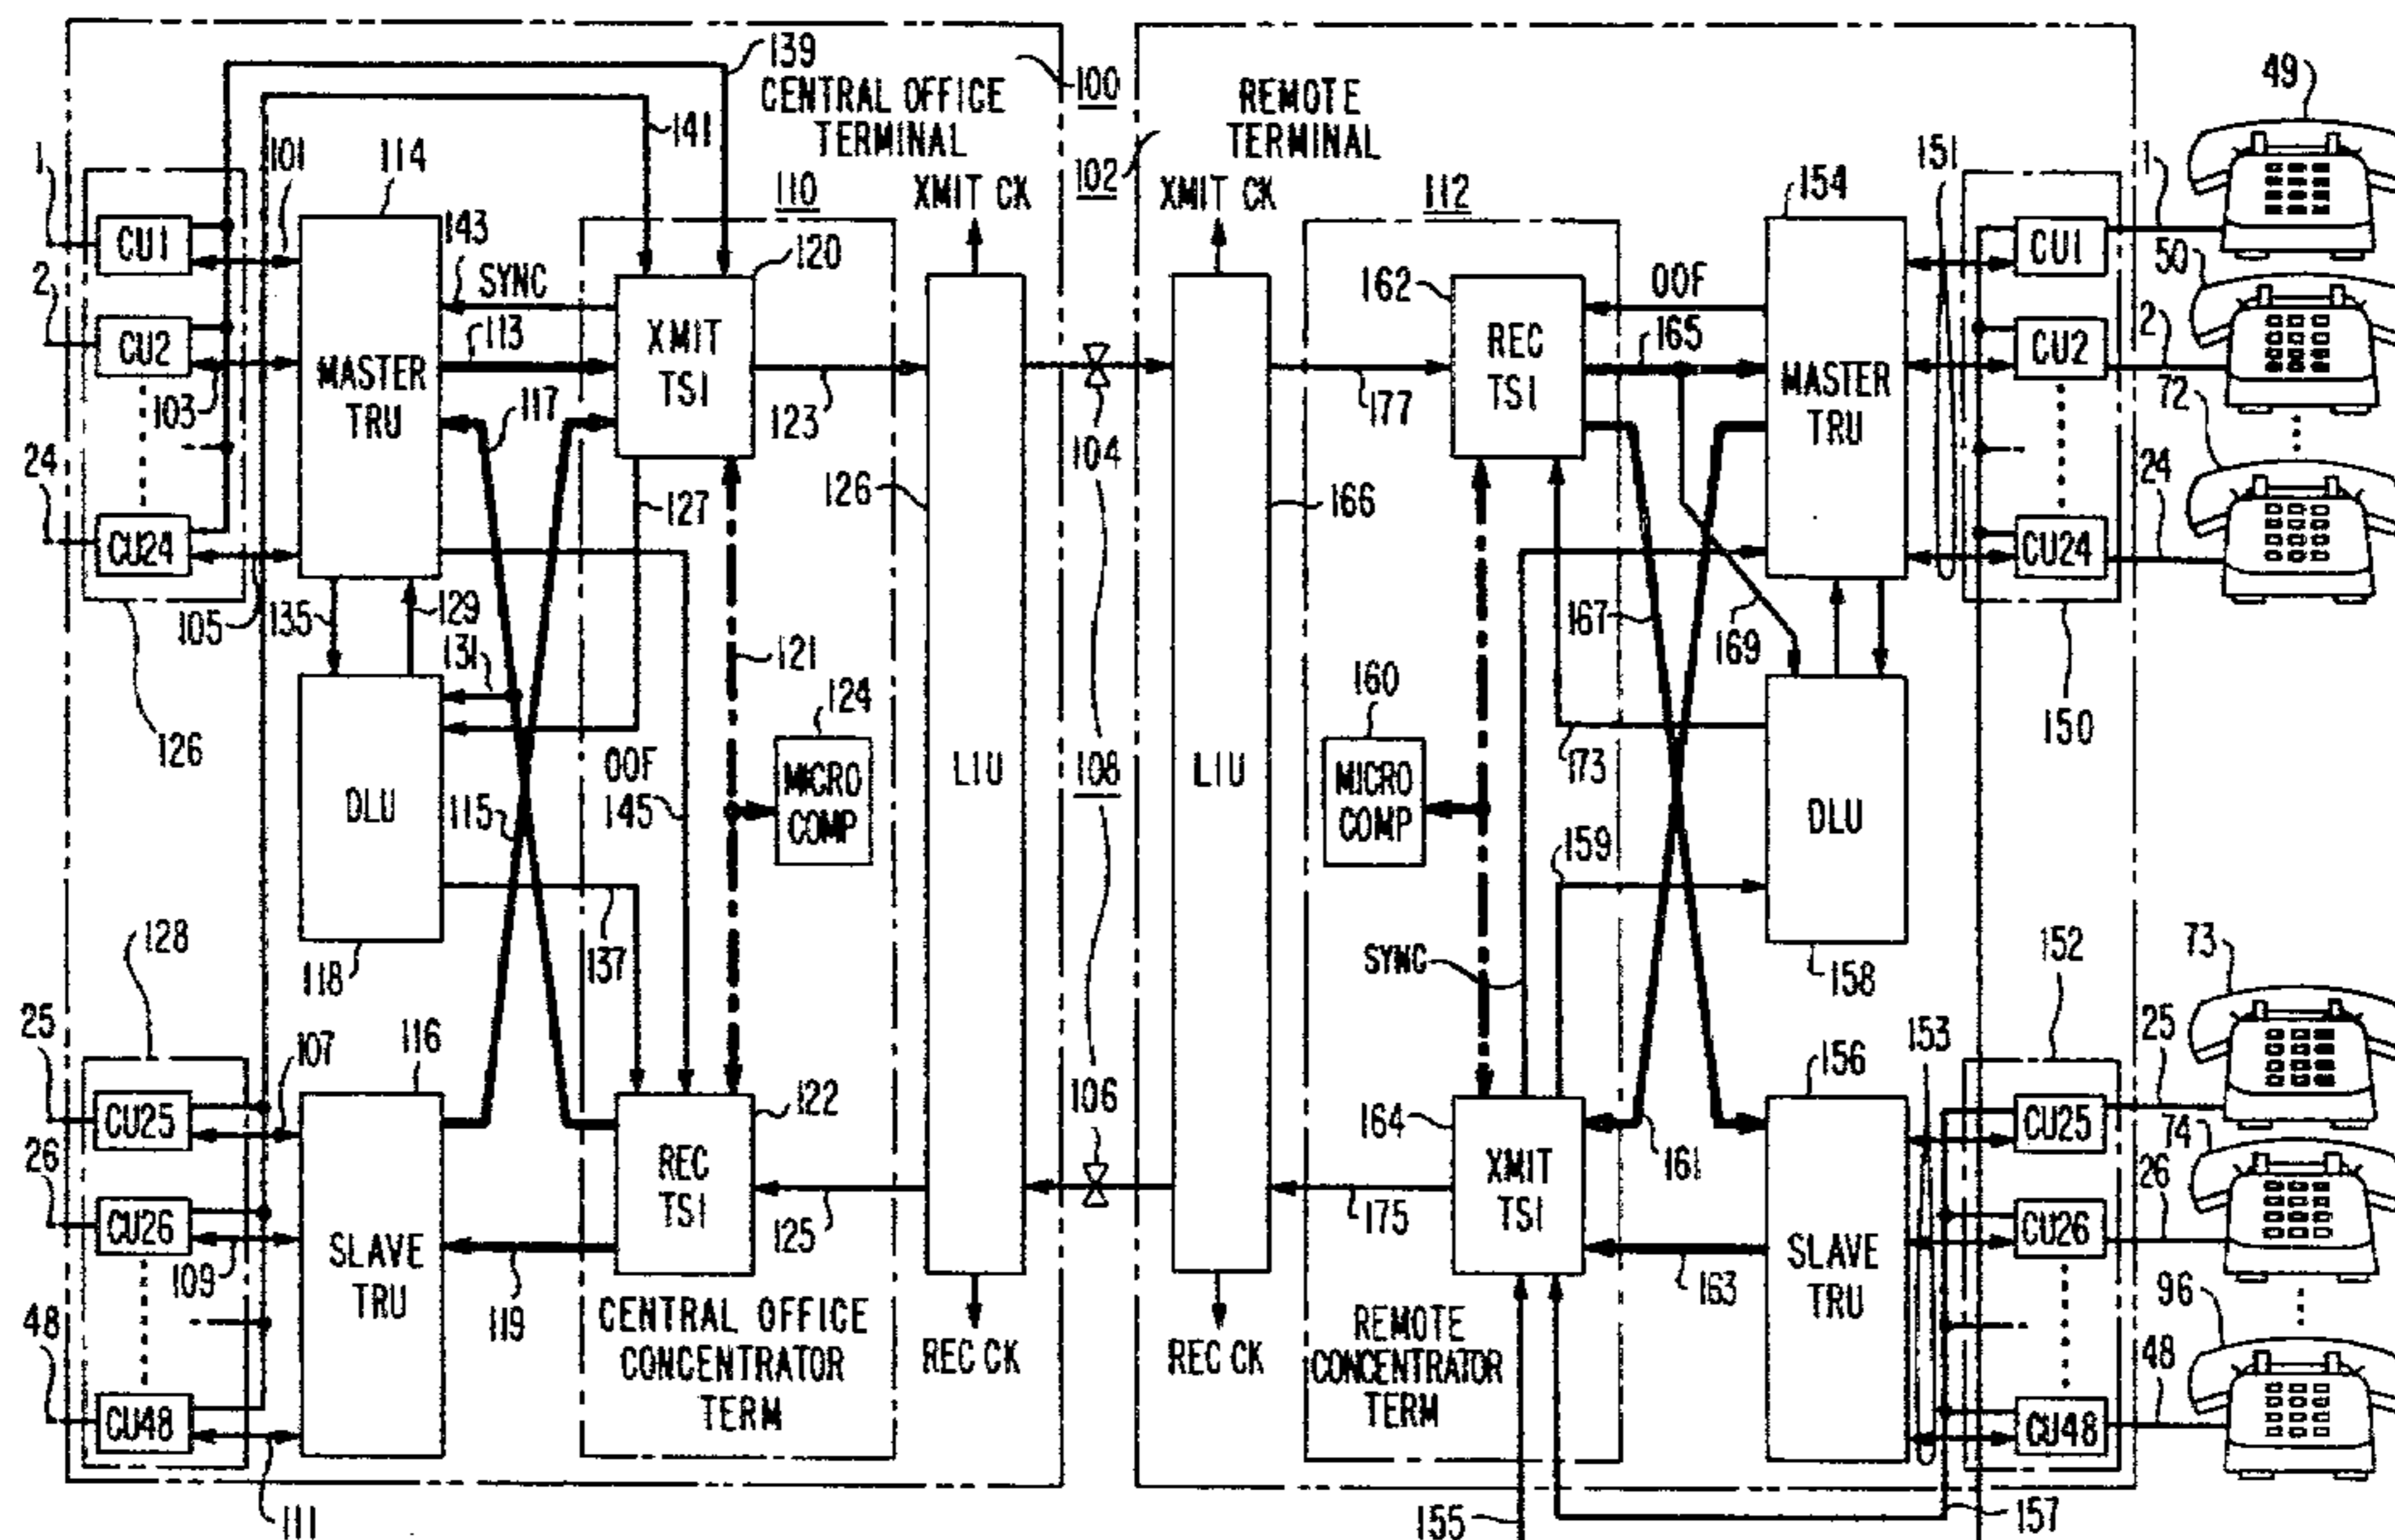 139
CENTRAL OFFICE
TERMINAL
100
REMOTE
TERMINAL
102
49
141
101
114
143
1
2
24
CU1
CU2
CU24
103
105
126
MASTER
TRU
SYNC
113
117
110
120
XMIT
TSI
123
127
XMIT CK
XMIT CK
126
104
112
162
REC
TSI
177
166
OOF
165
154
MASTER
TRU
151
CU1
CU2
CU24
1
2
24
50
72
135
129
131
DLU
118
115
OOF
145
137
121
124
MICRO
COMP
LIU
108
LIU
160
MICRO
COMP
167
169
173
159
DLU
158
150
128
25
26
48
CU25
CU26
CU48
107
109
111
116
SLAVE
TRU
119
REC
TSI
122
125
CENTRAL OFFICE
CONCENTRATOR
TERM
REC CK
106
REC CK
SYNC
164
XMIT
TSI
175
161
163
REMOTE
CONCENTRATOR
TERM
156
SLAVE
TRU
153
152
CU25
CU26
CU48
25
26
48
73
74
96
155
157